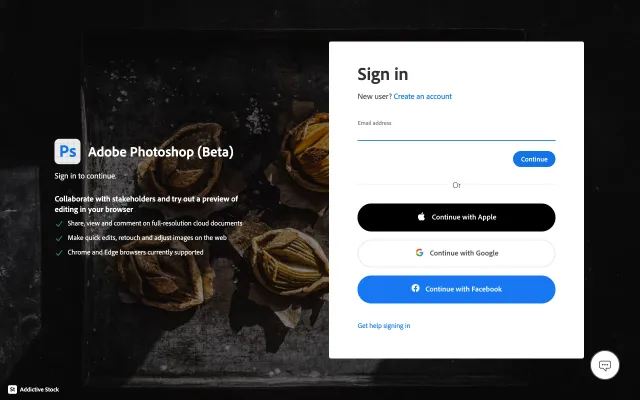 Ps
Adobe Photoshop (Beta)
Sign in to continue.
Collaborate with stakeholders and try out a preview of
editing in your browser
Share, view and comment on full-resolution cloud documents
Make quick edits, retouch and adjust images on the web
Chrome and Edge browsers currently supported
St Addictive Stock
Sign in
New user? Create an account
Email address
Continue
Or
Continue with Apple
Continue with Google
Continue with Facebook
Get help signing in